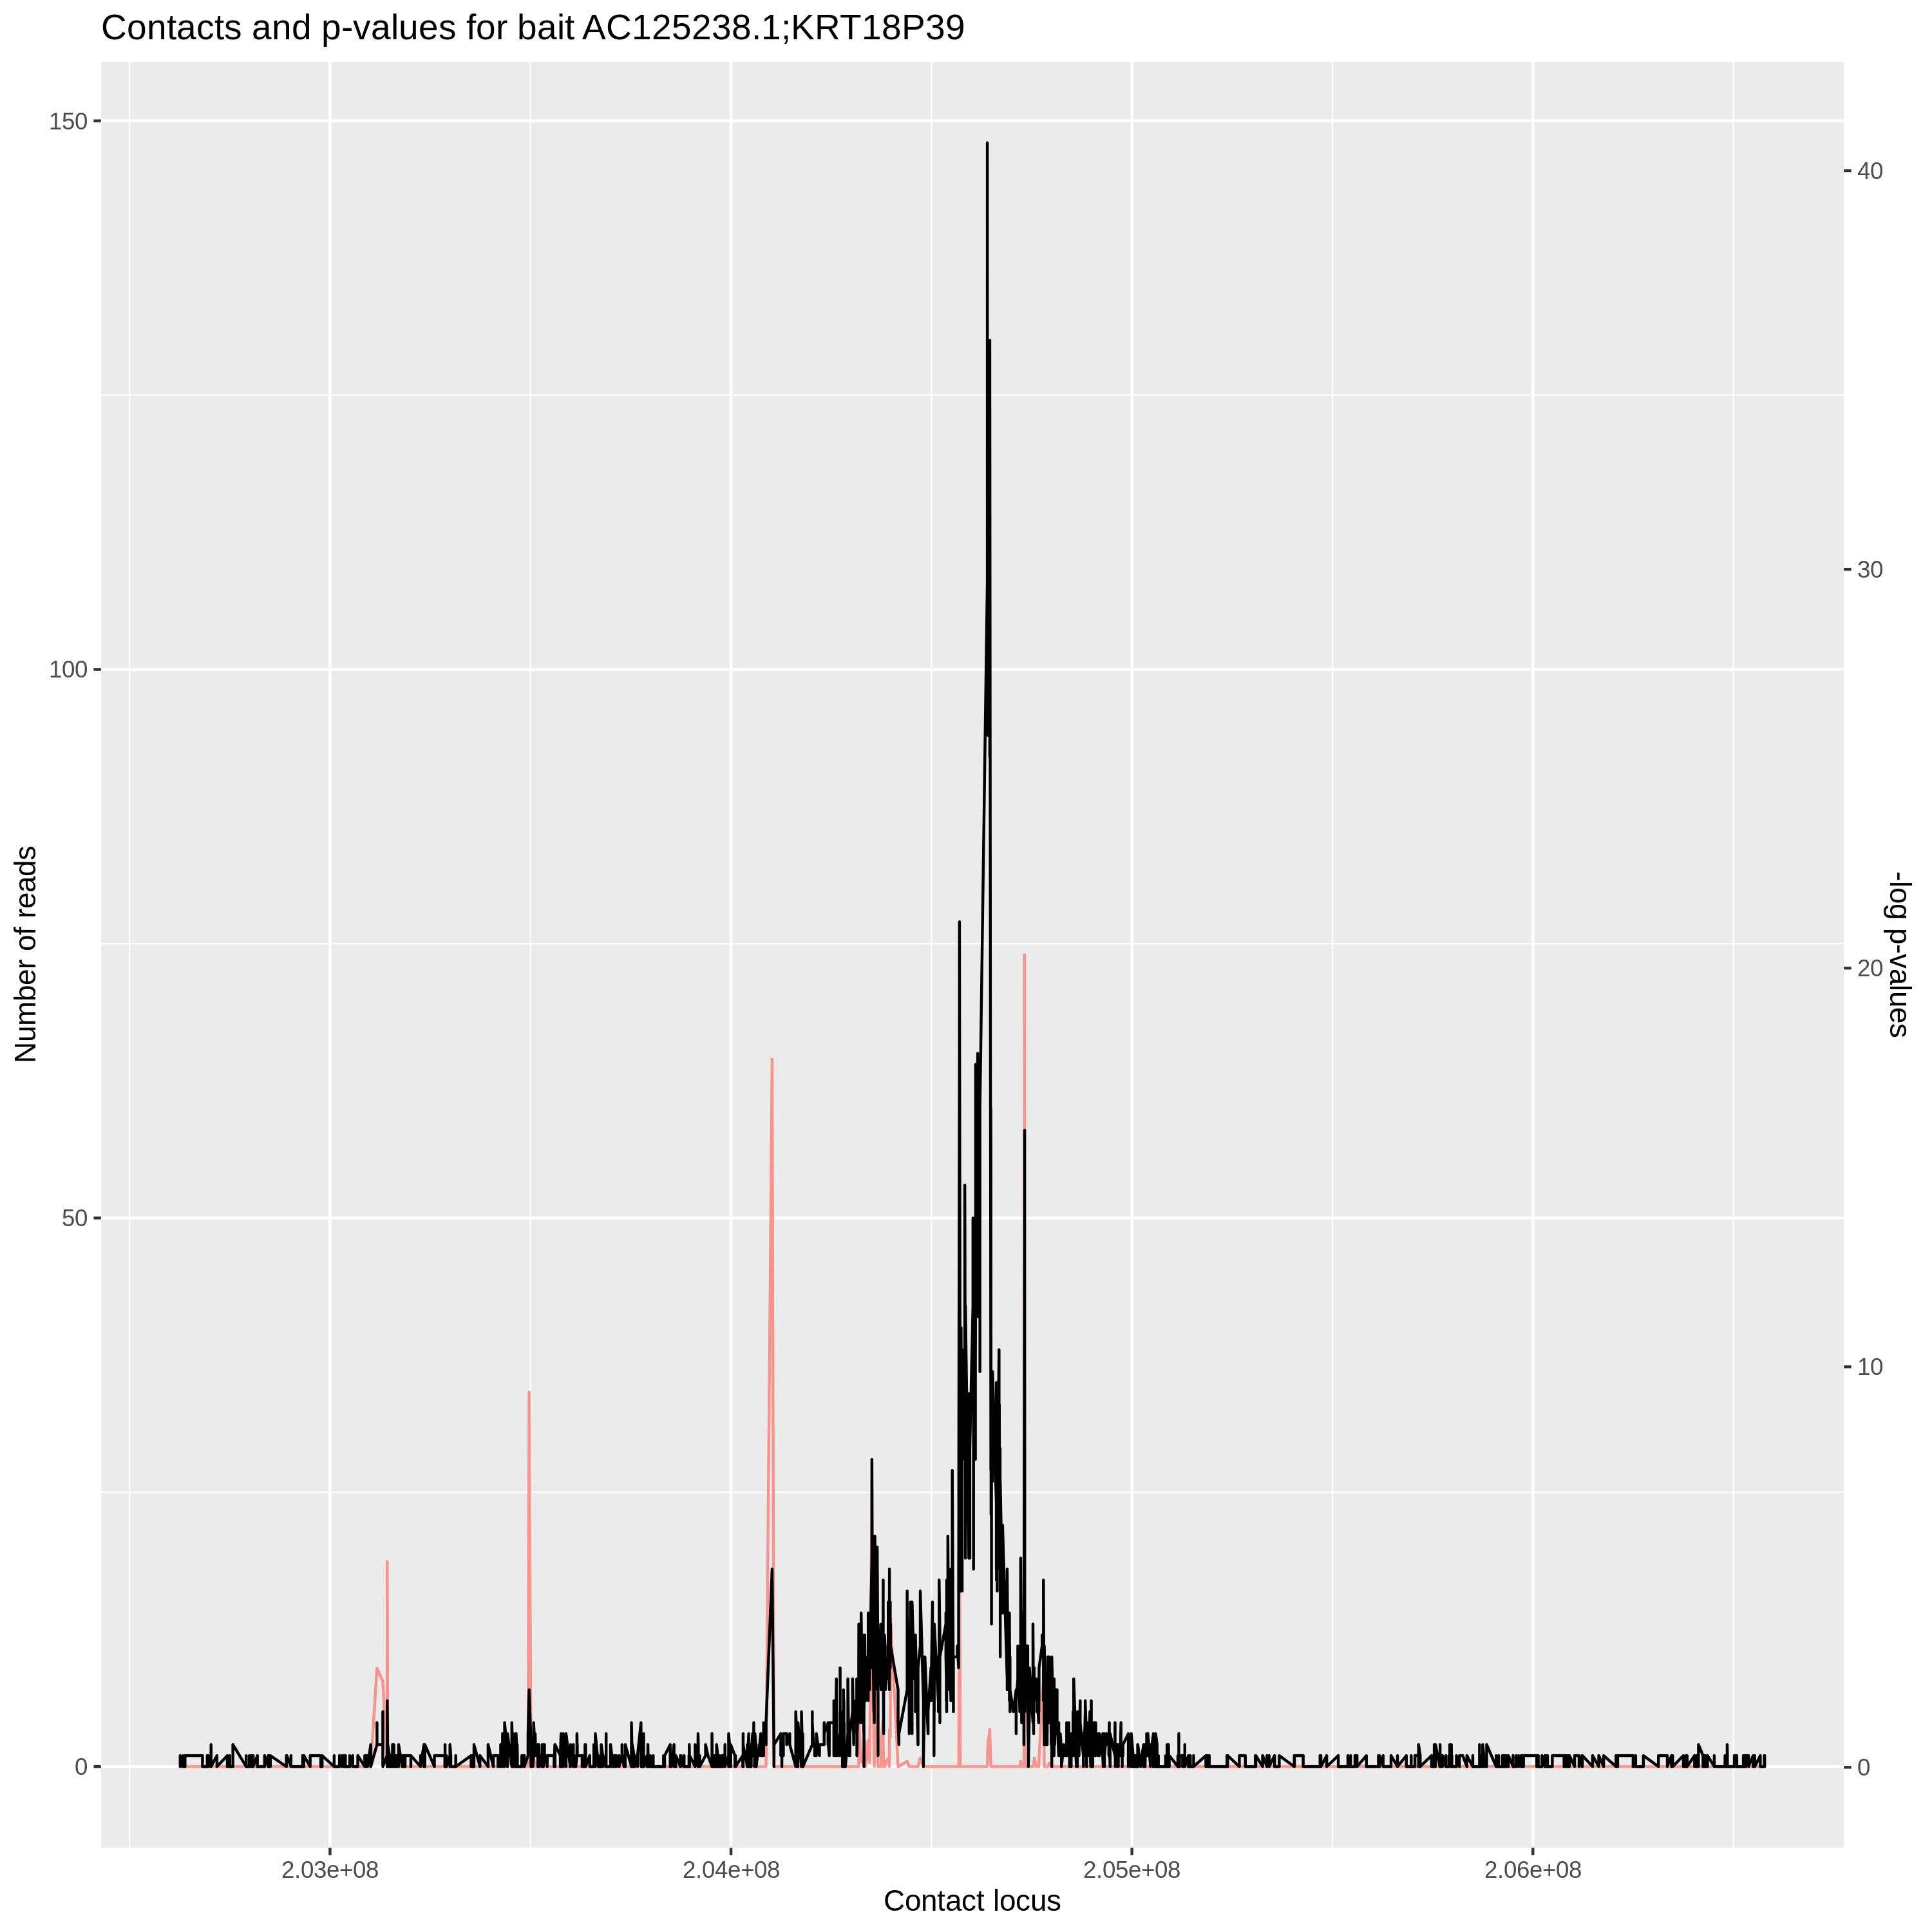 Contacts and p-values for bait AC125238.1;KRT18P39
150
100
50
0
40
30
20
10
0
Number of reads
-log p-values
2.03e+08
2.04e+08
2.05e+08
2.06e+08
Contact locus